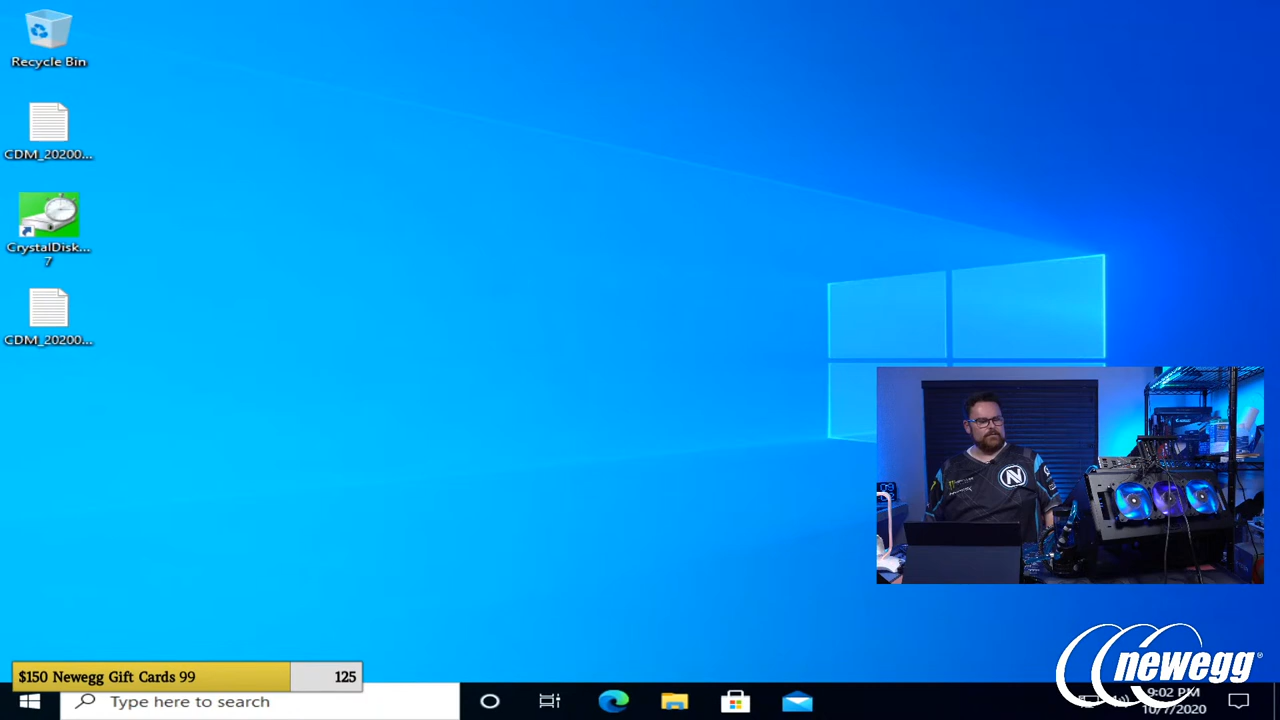 Recycle Bin
CDM_20200...
CrystalDisk...
7
CDM_20200...
N
$150 Newegg Gift Cards 99
125
newegg®
Type here to search
9:02 PM
10/7/2020